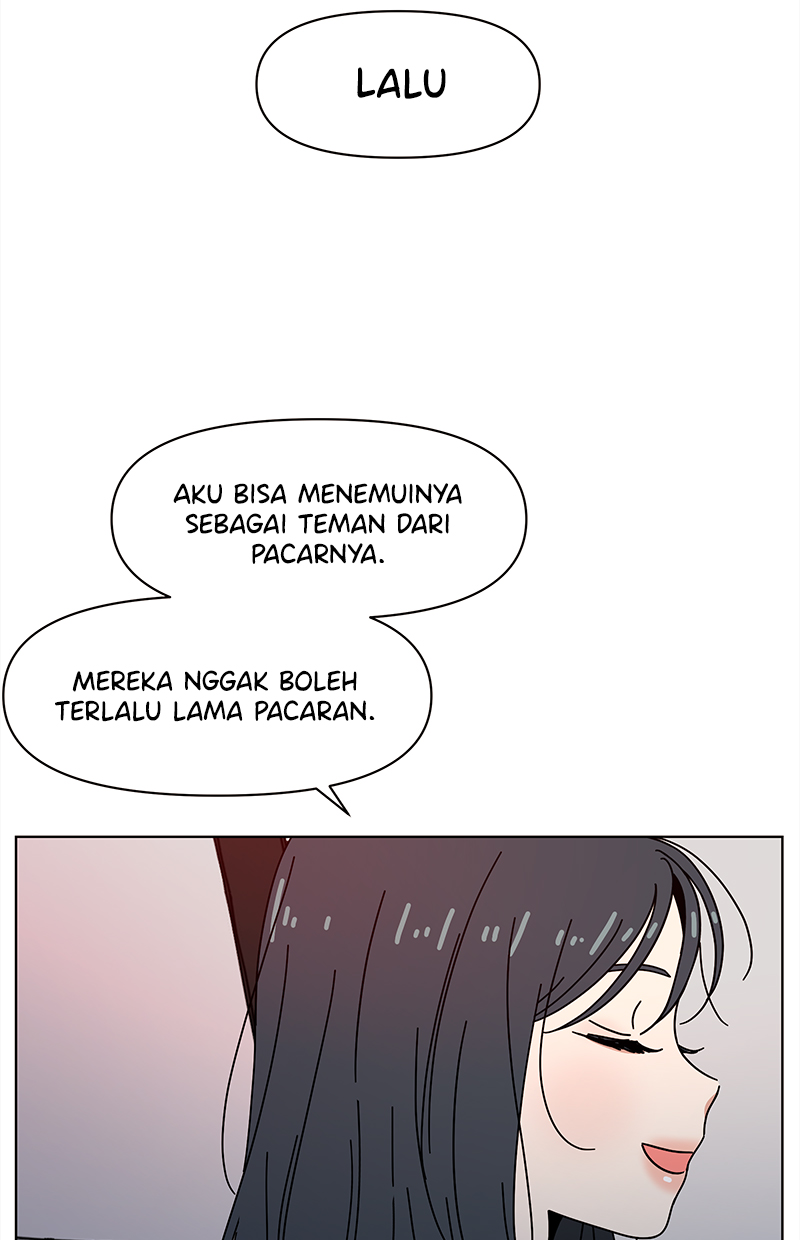 LALU
AKU BISA MENEMUINYA
SEBAGAI TEMAN DARI
PACARNYA.
MEREKA NGGAK BOLEH
TERLALU LAMA PACARAN.